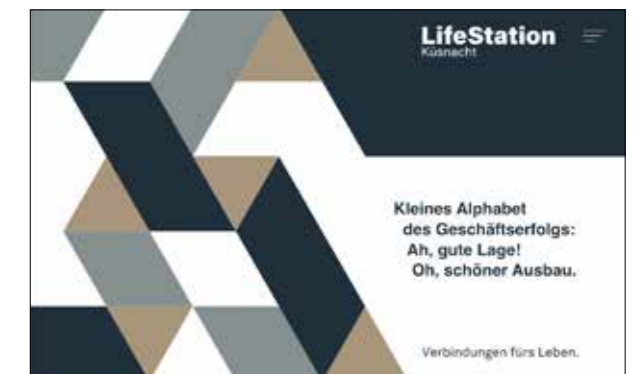 LifeStation
Küsnacht
Kleines Alphabet
des Geschäftserfolgs:
Ah, gute Lage!
Oh, schöner Ausbau.
Verbindungen fürs Leben.